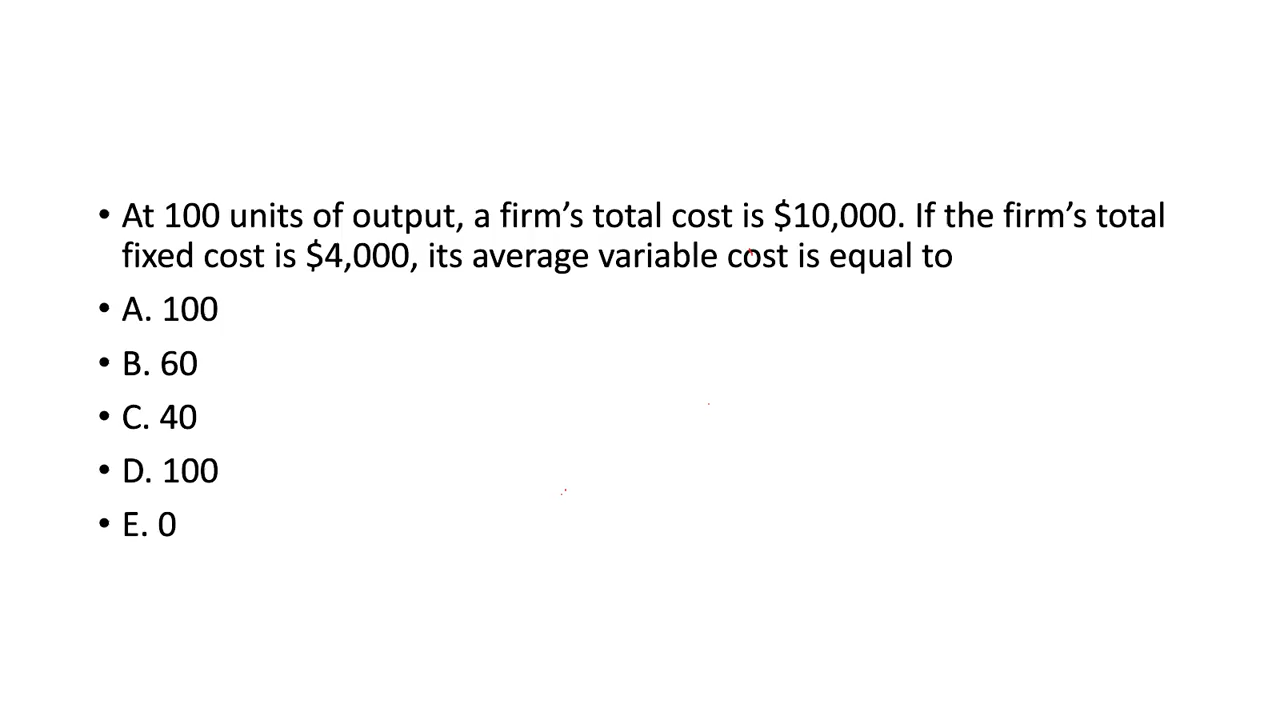 • At 100 units of output, a firm’s total cost is $10,000. If the firm’s total
fixed cost is $4,000, its average variable cost is equal to
• A. 100
• B. 60
• C. 40
• D. 100
• E. 0